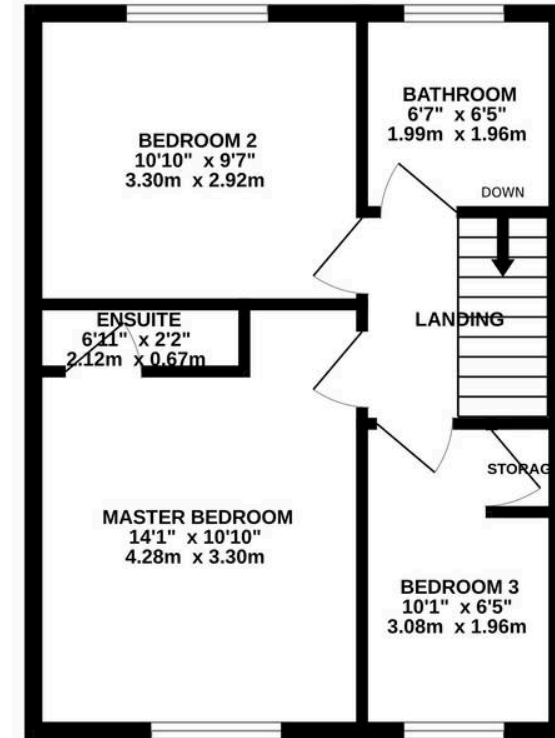 BEDROOM 2
10'10" x 9'7"
3.30m x 2.92m
BATHROOM
6'7" x 6'5"
1.99m x 1.96m
DOWN
ENSUITE
6'11" x 2'2"
2.12m x 0.67m
LANDING
STORAG
MASTER BEDROOM
14'1" x 10'10"
4.28m x 3.30m
BEDROOM 3
10'1" x 6'5"
3.08m x 1.96m